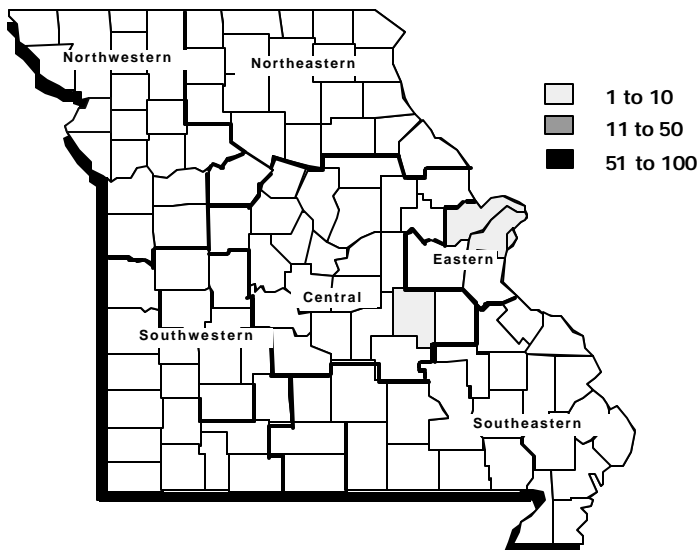 Northwestern
Northeastern
1 to 10
11 to 50
51 to 100
Eastern
Central
Southwestern
Southeastern